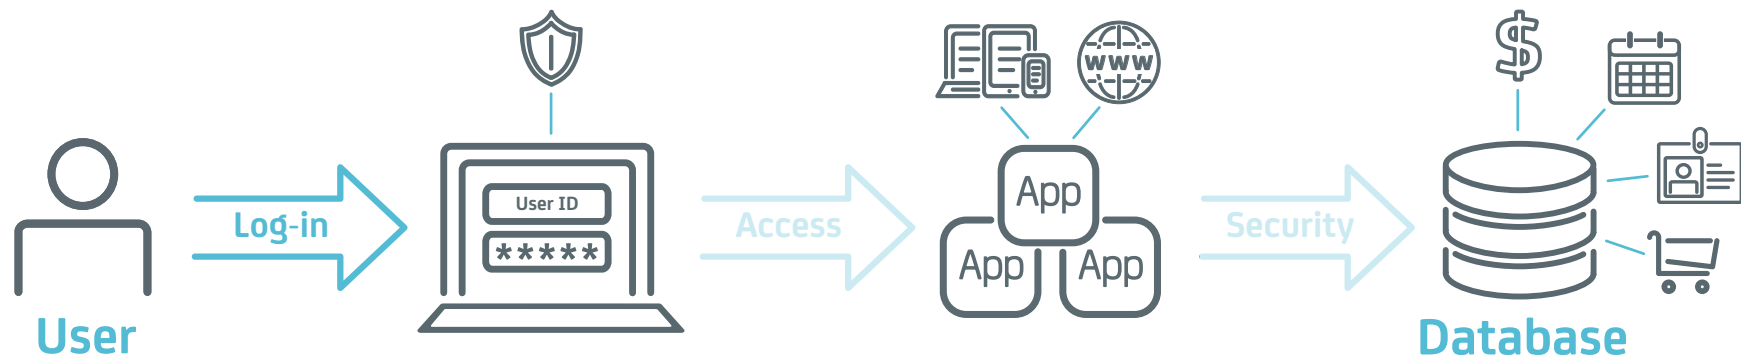 User
Log-in
User ID
*****
Access
www
App
App
App
Security
$
Database